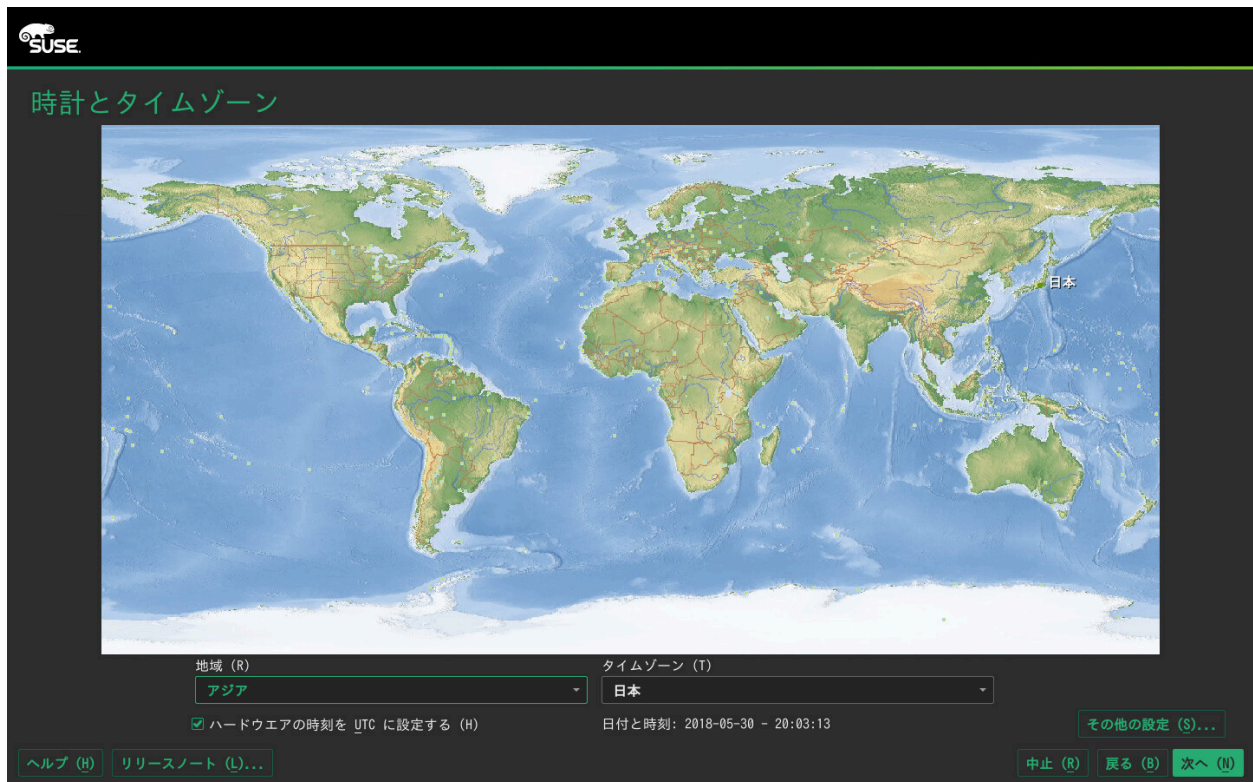 SUSE.
時計とタイムゾーン
日本
地域 (R)
タイムゾーン (T)
アジア
日本
ハードウエアの時刻を UTC に設定する (H)
日付と時刻: 2018-05-30 - 20:03:13
その他の設定 (S)...
ヘルプ (H)
リリースノート (L)...
中止 (R)
戻る (B)
次へ (N)